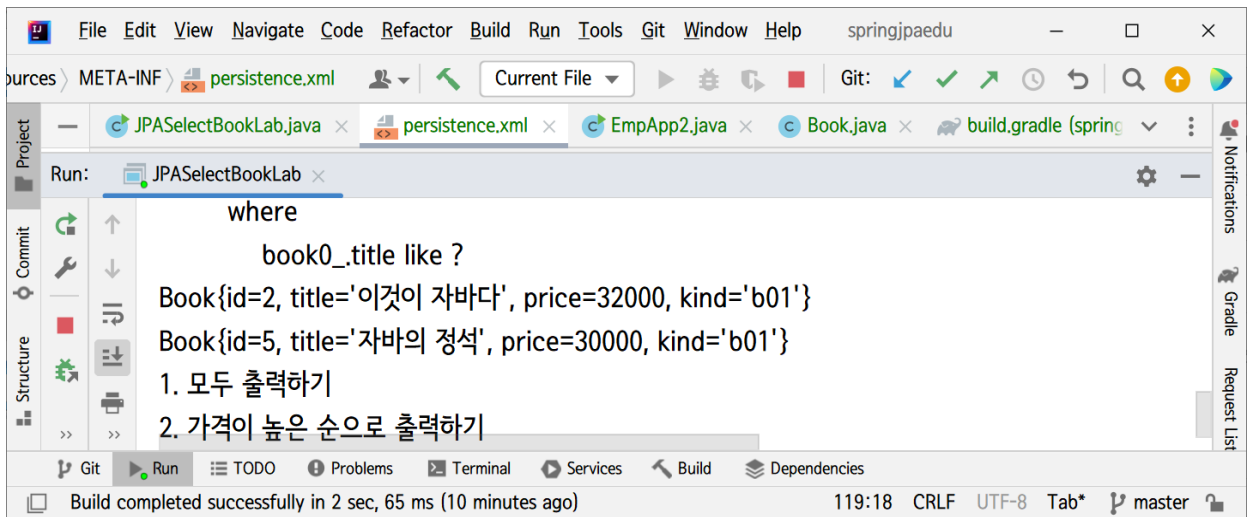 File Edit View Navigate Code Refactor Build Run Tools Git Window Help springjpaedu
META-INF persistence.xml Current File Git:
JPASelectBookLab.java persistence.xml EmpApp2.java Book.java build.gradle (spring
Project
Commit
Structure
Run: JPASelectBookLab
where
book0_.title like ?
Book{id=2, title='이것이 자바다', price=32000, kind='b01'}
Book{id=5, title='자바의 정석', price=30000, kind='b01'}
1. 모두 출력하기
2. 가격이 높은 순으로 출력하기
Notifications
Gradle
Request List
Git Run TODO Problems Terminal Services Build Dependencies
Build completed successfully in 2 sec, 65 ms (10 minutes ago) 119:18 CRLF UTF-8 Tab* master